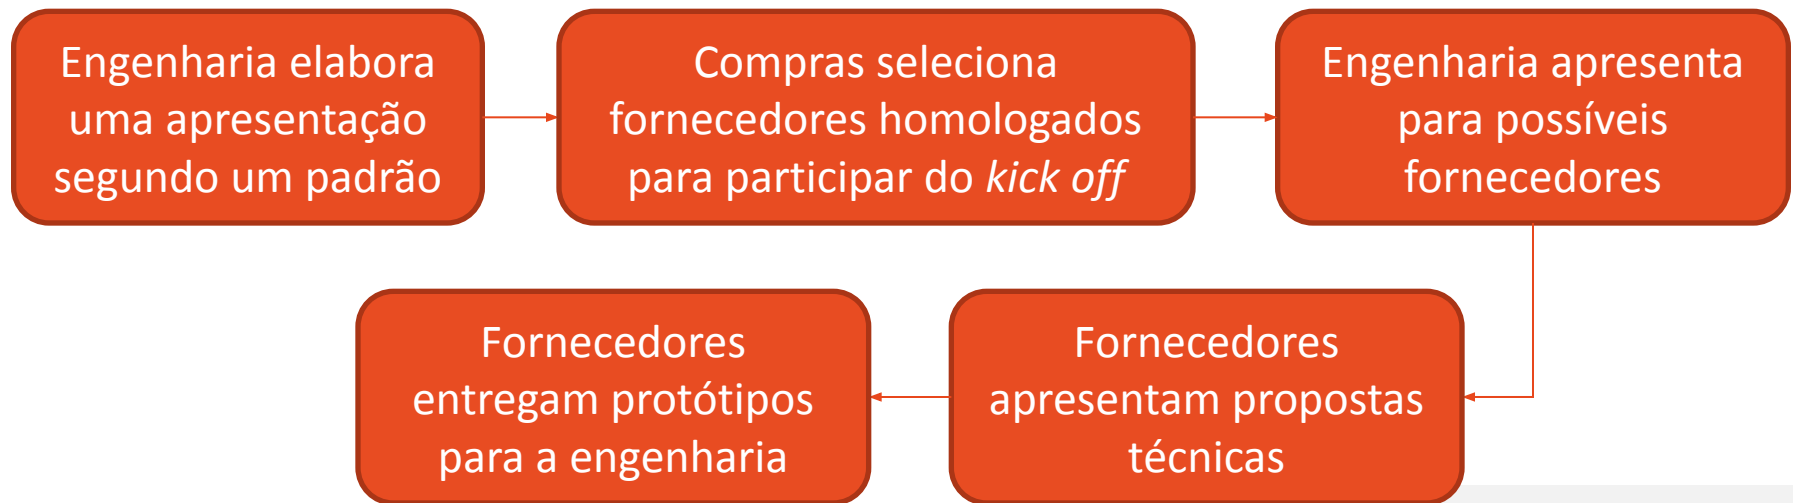 Engenharia elabora
uma apresentação
segundo um padrão
Compras seleciona
fornecedores homologados
para participar do kick off
Engenharia apresenta
para possíveis
fornecedores
Fornecedores
apresentam propostas
técnicas
Fornecedores
entregam protótipos
para a engenharia